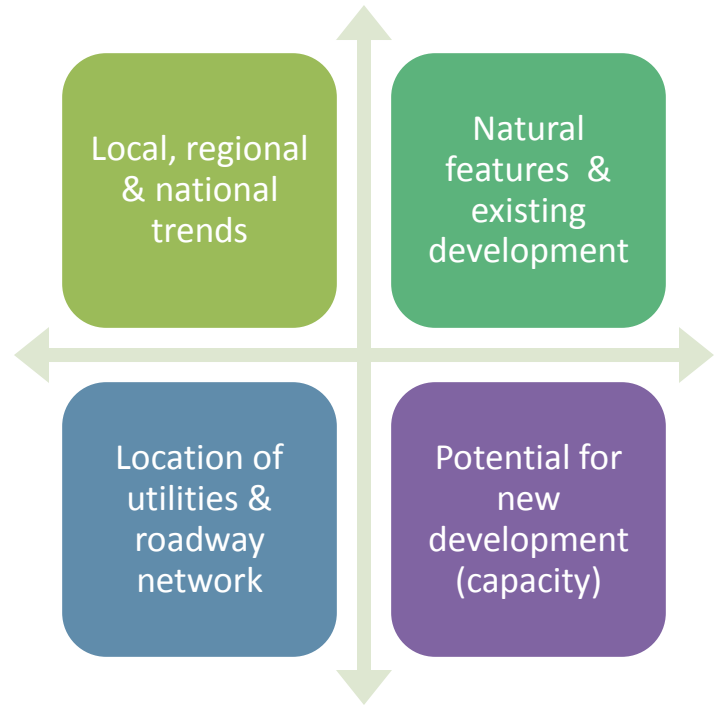 Local, regional
& national
trends
Natural
features & 
existing
development
Location of
utilities &
roadway
network
Potential for
new
development
(capacity)